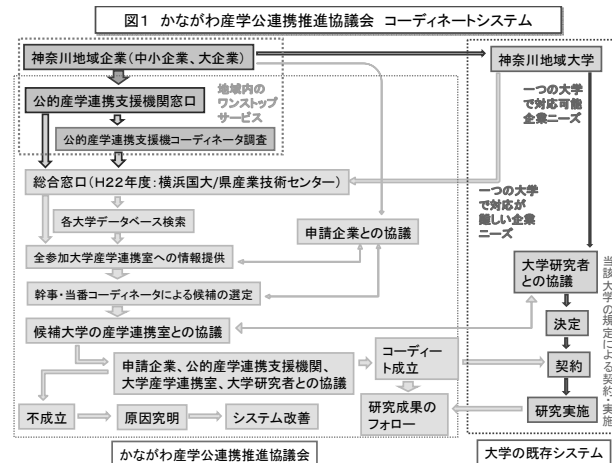 図1 かながわ産学公連携推進協議会 コーディネートシステム
神奈川地域企業(中小企業、大企業)
神奈川地域大学
公的産学連携支援機関窓口
地域内の
ワンストップ
サービス
公的産学連携支援機コーディネータ調査
一つの大学
で対応可能
企業ニーズ
総合窓口(H22年度:横浜国大/県産業技術センター)
各大学データベース検索
申請企業との協議
一つの大学
で対応が
難しい企業
ニーズ
全参加大学産学連携室への情報提供
幹事・当番コーディネータによる候補の選定
候補大学の産学連携室との協議
大学研究者
との協議
決定
契約
研究実施
当該大学の規定による契約・実施
申請企業、公的産学連携支援機関、
大学産学連携室、大学研究者との協議
コーディネー
ト成立
不成立
原因究明
システム改善
研究成果の
フォロー
かながわ産学公連携推進協議会
大学の既存システム